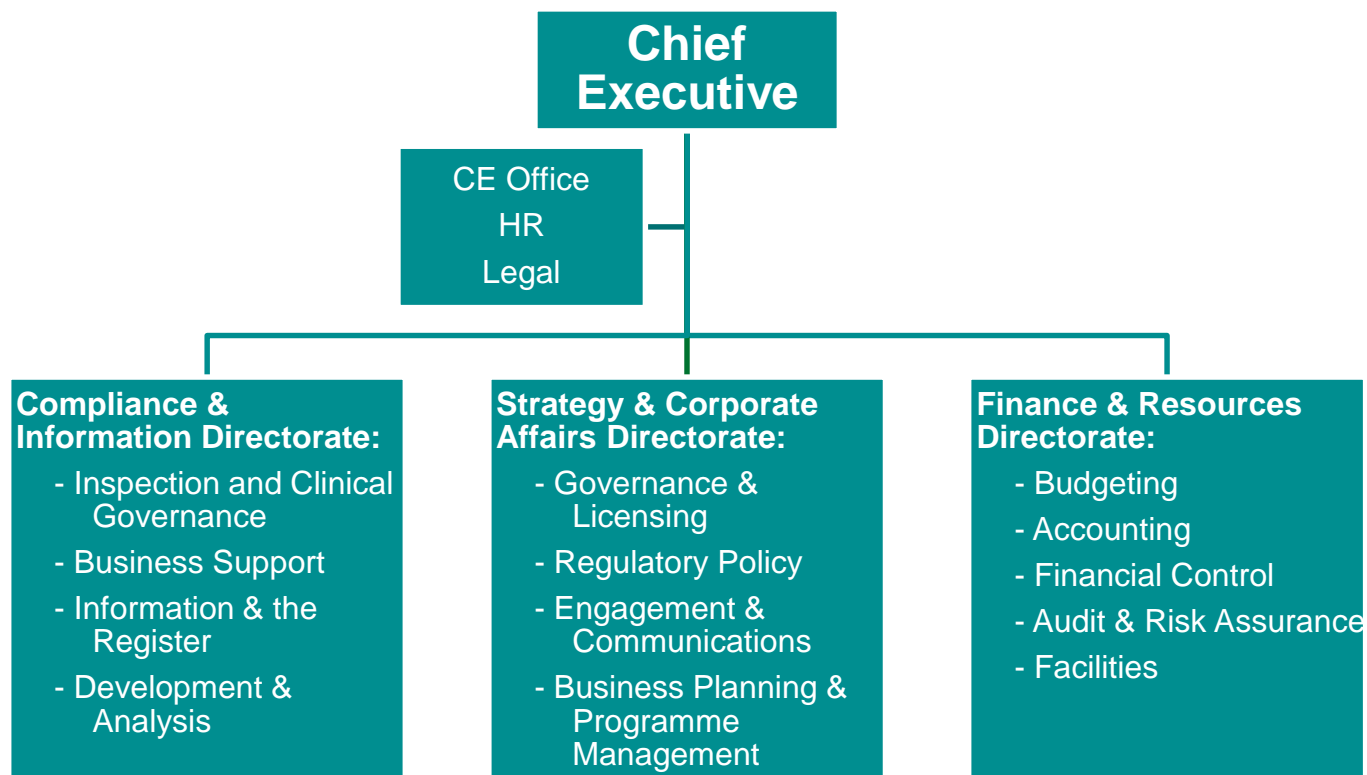 Chief
Executive
CE Office
HR
Legal
Compliance &
Information Directorate:
- Inspection and Clinical
Governance
- Business Support
- Information & the
Register
- Development &
Analysis
Strategy & Corporate
Affairs Directorate:
- Governance &
Licensing
- Regulatory Policy
- Engagement &
Communications
- Business Planning &
Programme
Management
Finance & Resources
Directorate:
- Budgeting
- Accounting
- Financial Control
- Audit & Risk Assurance
- Facilities